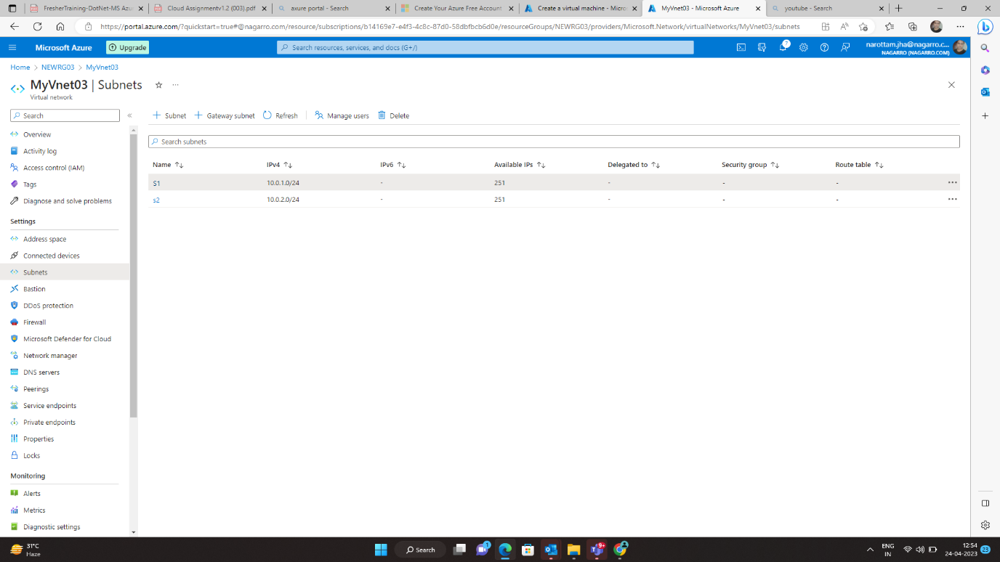 FresherTraining-DotNet-MS Azu
Cloud Assignmentv1.2 (003).pdf
axure portal - Search
Create Your Azure Free Account
Create a virtual machine - Micros
MyVnet03 - Microsoft Azure
youtube - Search
https://portal.azure.com/?quickstart=true#@nagarro.com/resource/subscriptions/b14169e7-e4f3-4c8c-87d0-58dbfbcb6d0e/resourceGroups/NEWRG03/providers/Microsoft.Network/virtualNetworks/MyVnet03/subnets
Microsoft Azure
Upgrade
Search resources, services, and docs (G+/)
7
narottam.jha@nagarro.c...
NAGARRO (NAGARRO.COM)
Home > NEWRG03 > MyVnet03
MyVnet03 | Subnets
Virtual network
Search
Subnet
Gateway subnet
Refresh
Manage users
Delete
Overview
Activity log
Access control (IAM)
Tags
Diagnose and solve problems
Settings
Address space
Connected devices
Subnets
Bastion
DDoS protection
Firewall
Microsoft Defender for Cloud
Network manager
DNS servers
Peerings
Service endpoints
Private endpoints
Properties
Locks
Monitoring
Alerts
Metrics
Diagnostic settings
Search subnets
Name IPv4 IPv6 Available IPs Delegated to Security group Route table
S1 10.0.1.0/24 - 251 - - -
s2 10.0.2.0/24 - 251 - - -
31°C
Haze
Search
1
9+
ENG
IN
12:54
24-04-2023
23